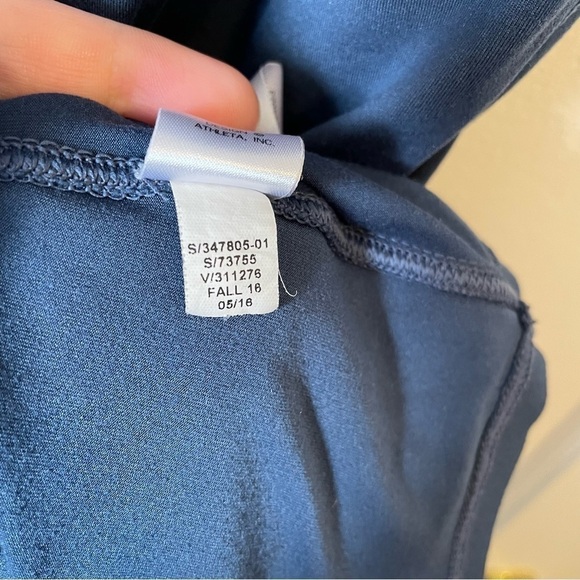 ATHLETA, INC.
S/347805-01
S/73755
V/311276
FALL 16
05/16